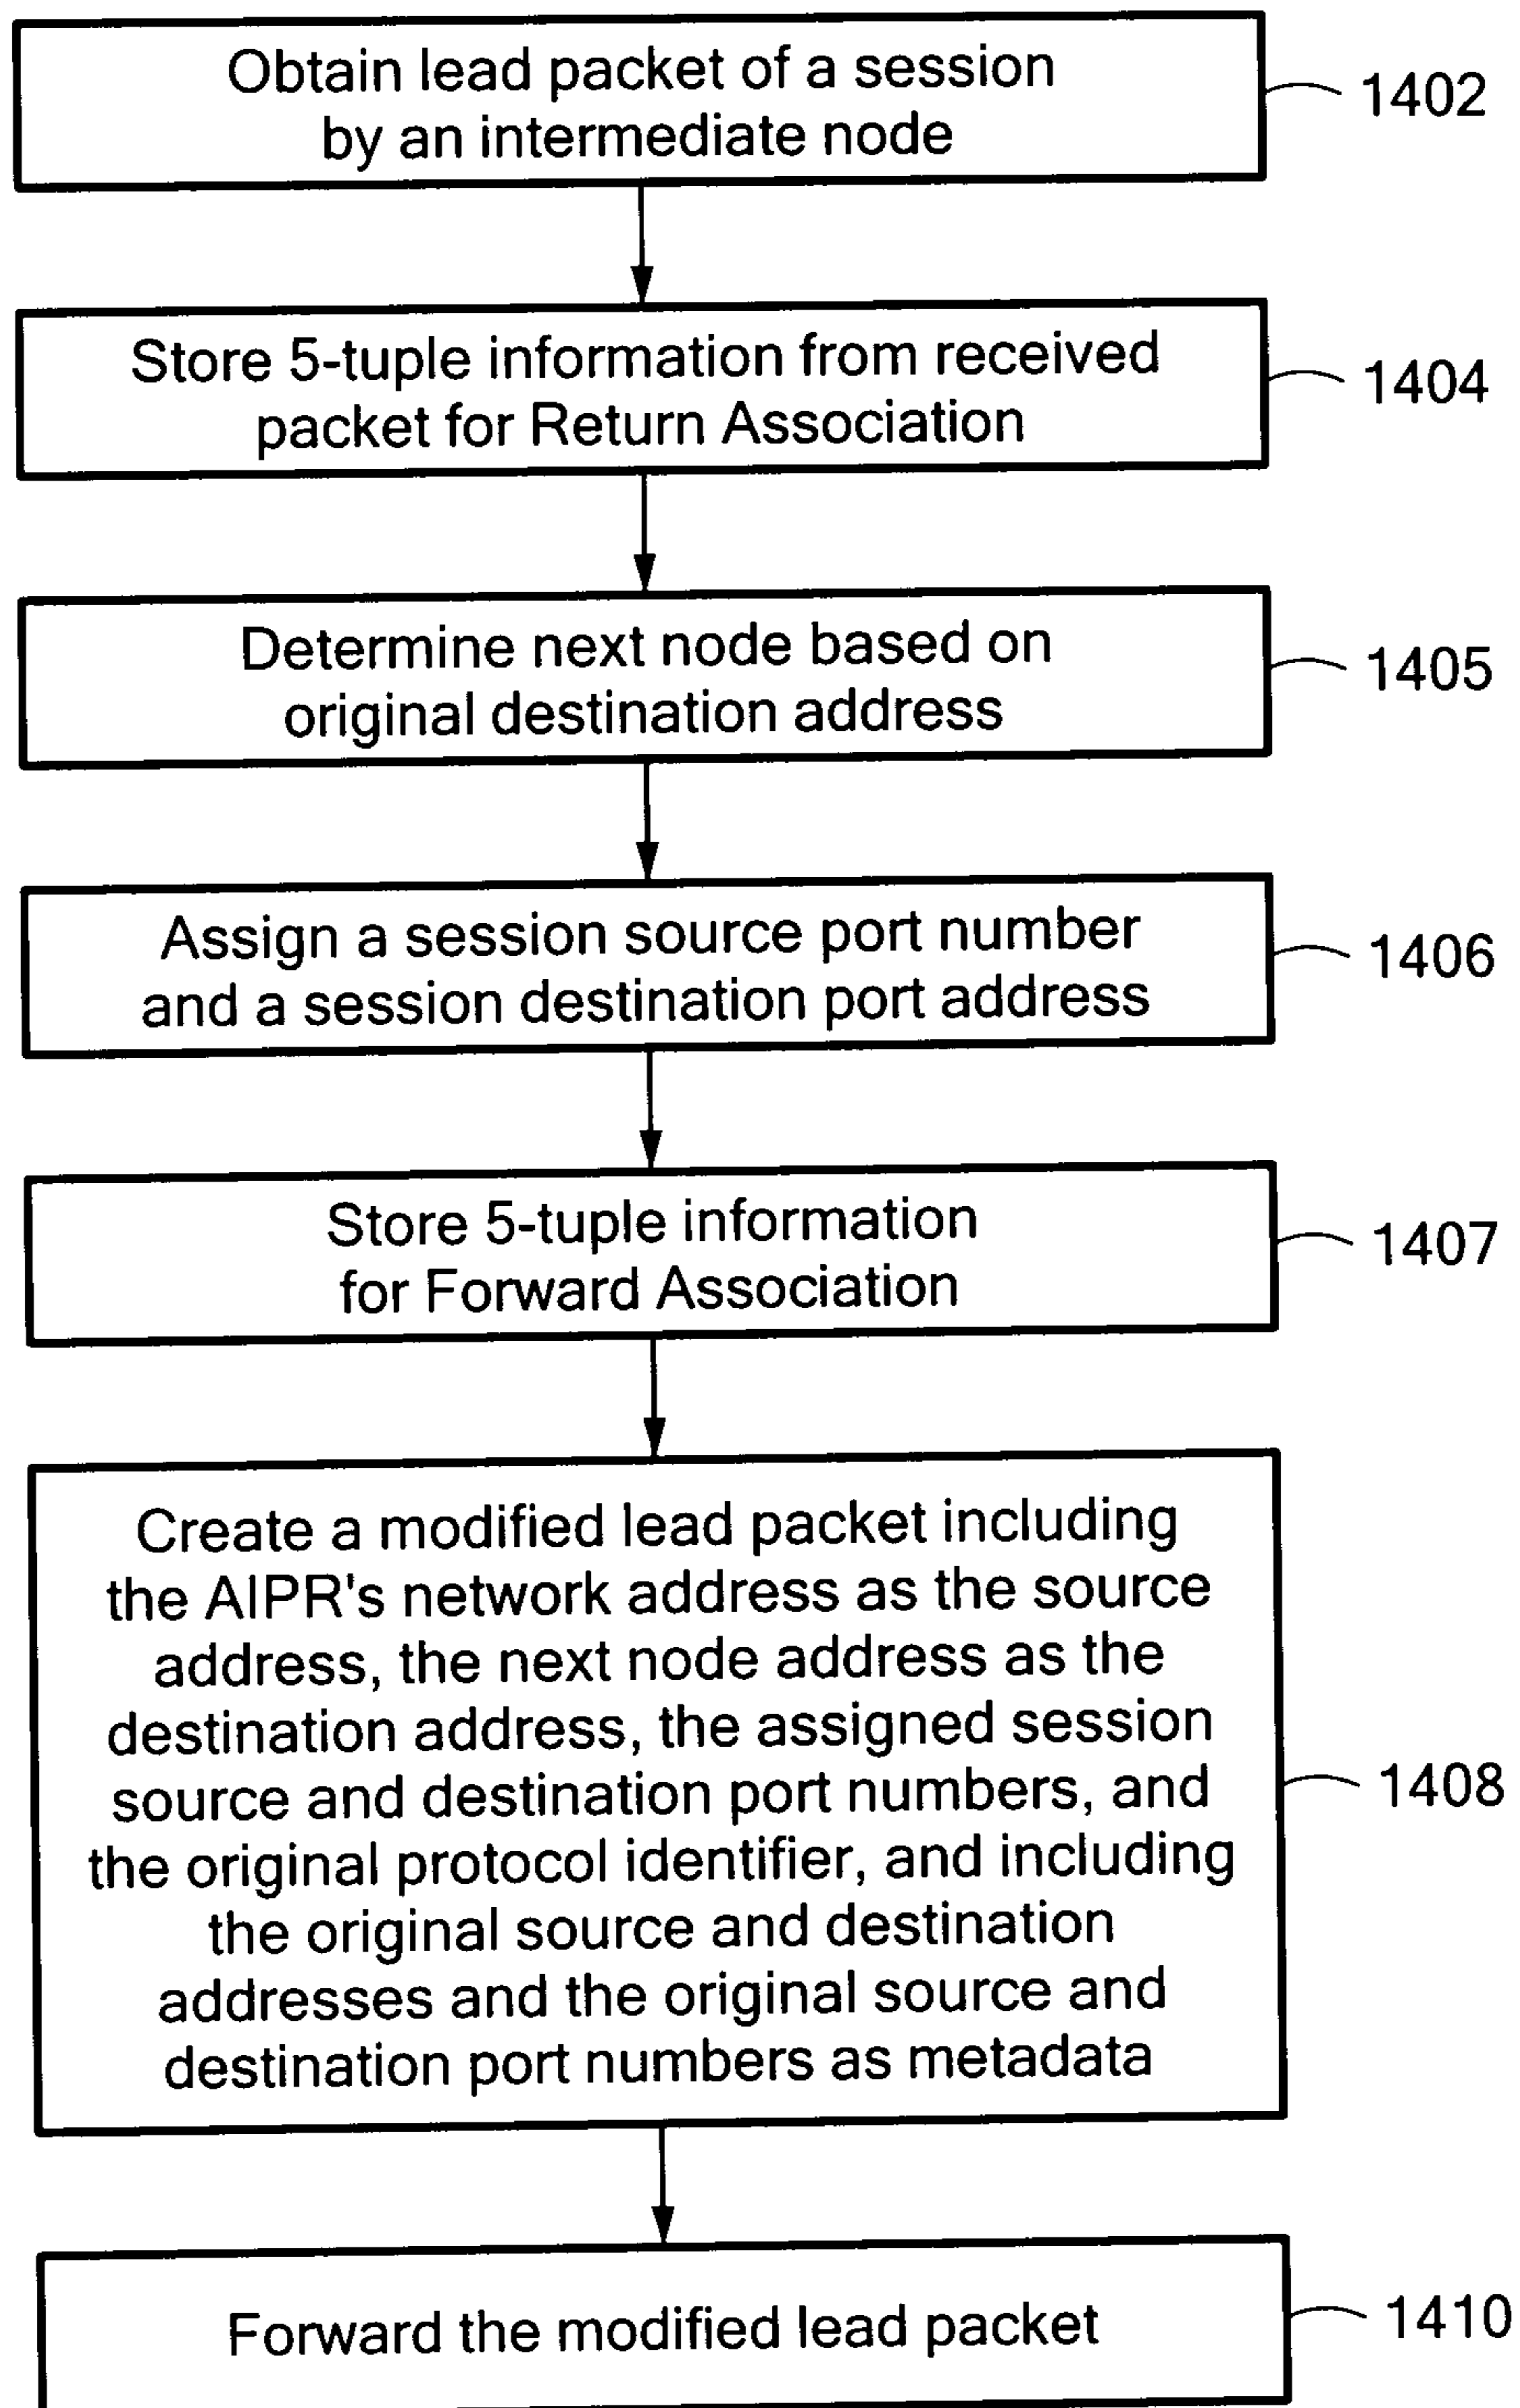 Obtain lead packet of a session
by an intermediate node
1402
Store 5-tuple information from received
packet for Return Association
1404
Determine next node based on
original destination address
1405
Assign a session source port number
and a session destination port address
1406
Store 5-tuple information
for Forward Association
1407
Create a modified lead packet including
the AIPR's network address as the source
address, the next node address as the
destination address, the assigned session
source and destination port numbers, and
the original protocol identifier, and including
the original source and destination
addresses and the original source and
destination port numbers as metadata
1408
Forward the modified lead packet
1410